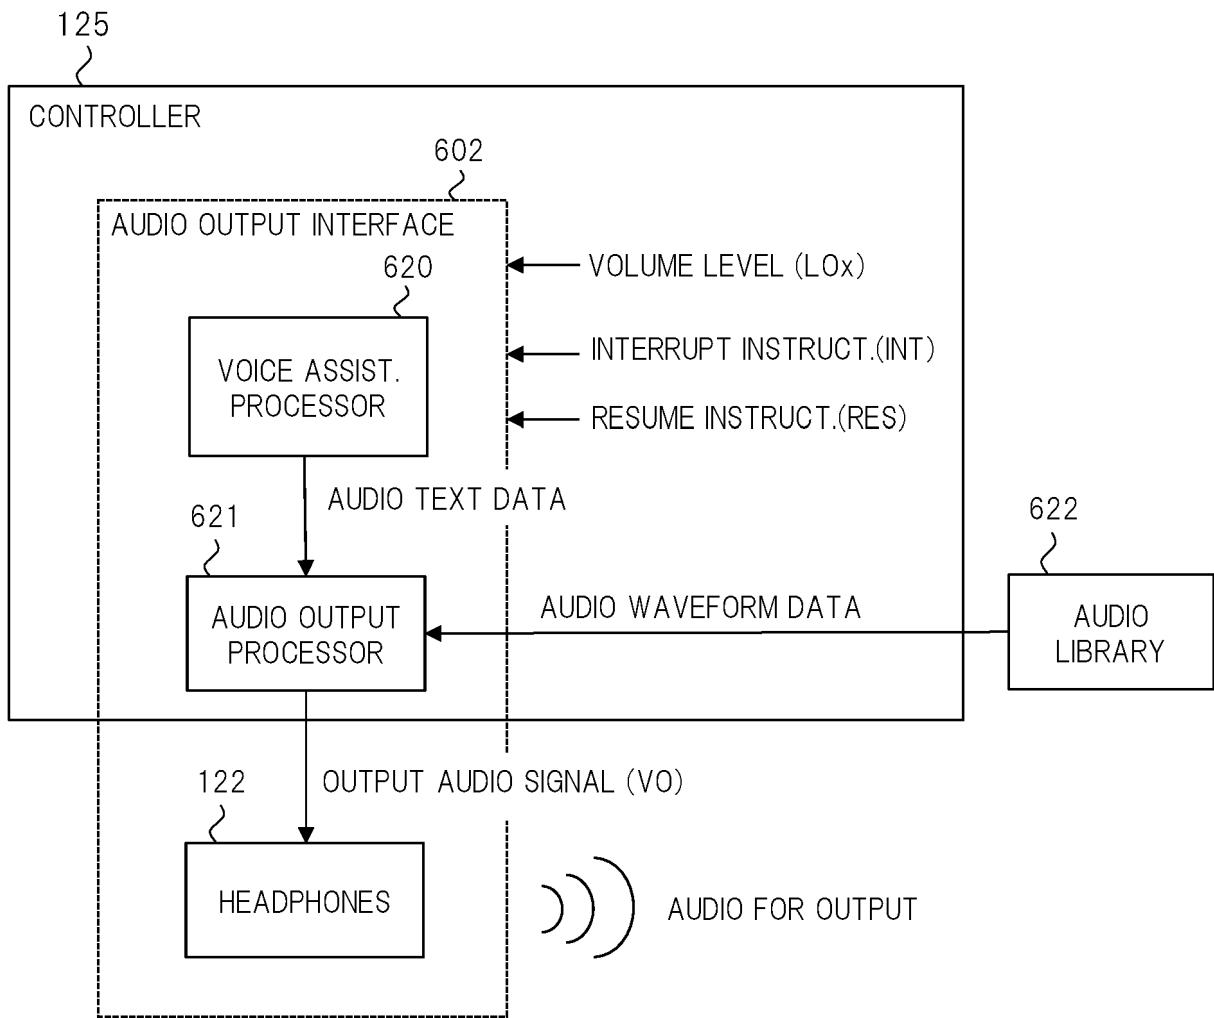 125
CONTROLLER
602
AUDIO OUTPUT INTERFACE
620
VOLUME LEVEL (LOx)
VOICE ASSIST.
PROCESSOR
INTERRUPT INSTRUCT.(INT)
RESUME INSTRUCT.(RES)
AUDIO TEXT DATA
621
622
AUDIO OUTPUT
PROCESSOR
AUDIO WAVEFORM DATA
AUDIO
LIBRARY
122
OUTPUT AUDIO SIGNAL (VO)
HEADPHONES
AUDIO FOR OUTPUT